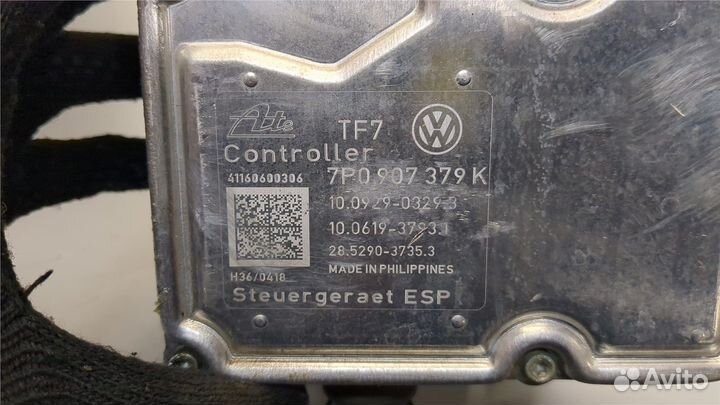 Ate TF7 VW
Controller
41160600306 7P0 907 379 K
10.0929-0329.3
10.0619-3793.1
28.5290-3735.3
H36/0418 MADE IN PHILIPPINES
Steuergeraet ESP
Avito